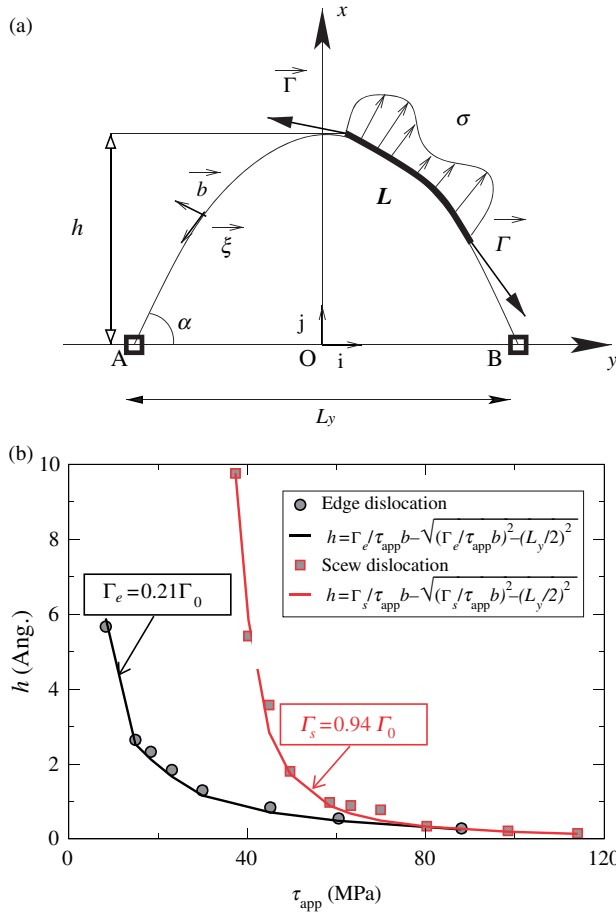 (a)
x
Γ
σ
b
L
h
ξ
Γ
α
j
A
O
i
B
y
Ly
(b)
10
Edge dislocation
h=Γe/τappb–√(Γe/τappb)²–(Ly/2)²
Scew dislocation
h=Γs/τappb–√(Γs/τappb)²–(Ly/2)²
8
Γe=0.21Γ0
6
h (Ang.)
4
Γs=0.94 Γ0
2
0
0
40
80
120
τapp (MPa)